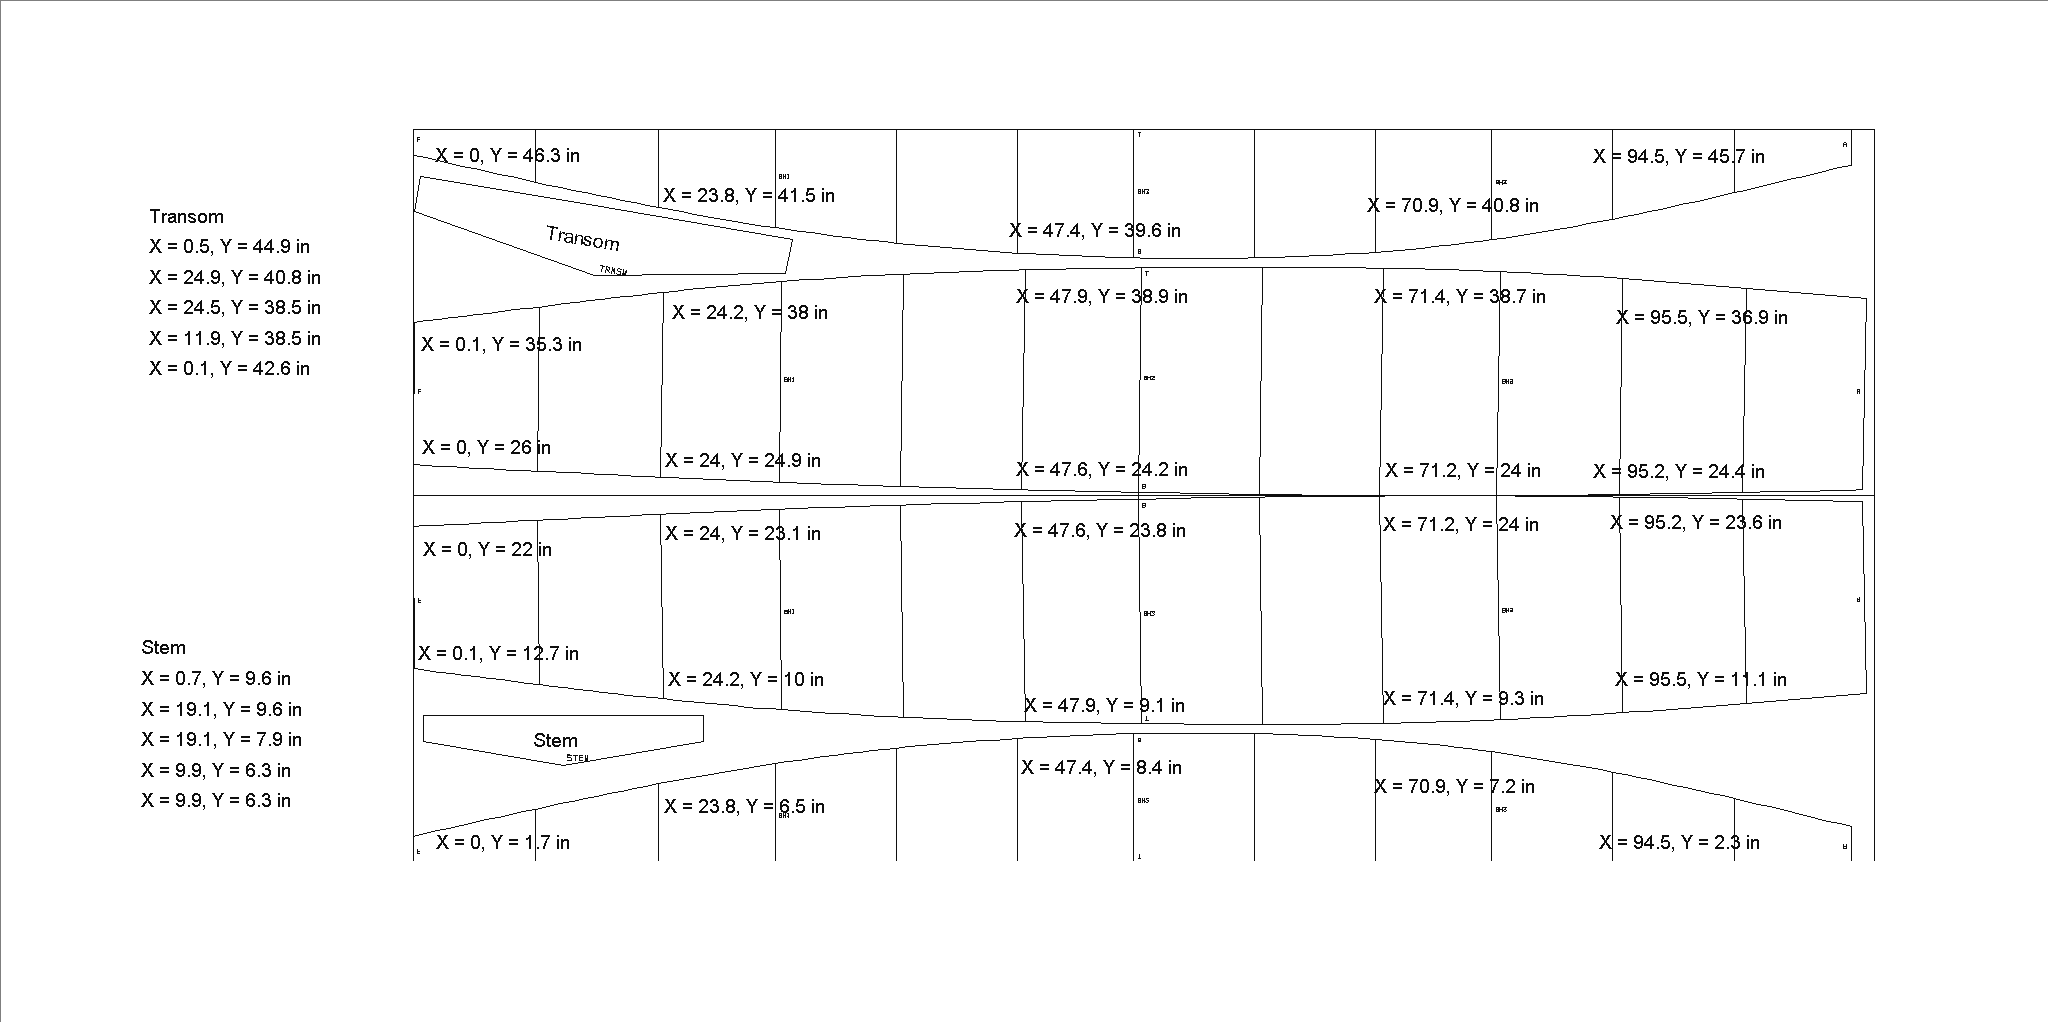 X = 0, Y = 46.3 in
X = 94.5, Y = 45.7 in
X = 23.8, Y = 41.5 in
X = 70.9, Y = 40.8 in
X = 47.4, Y = 39.6 in
Transom
X = 0.5, Y = 44.9 in
X = 24.9, Y = 40.8 in
X = 24.5, Y = 38.5 in
X = 11.9, Y = 38.5 in
X = 0.1, Y = 42.6 in
Transom
X = 47.9, Y = 38.9 in
X = 71.4, Y = 38.7 in
X = 24.2, Y = 38 in
X = 95.5, Y = 36.9 in
X = 0.1, Y = 35.3 in
BH1
X = 0, Y = 26 in
X = 24, Y = 24.9 in
X = 47.6, Y = 24.2 in
X = 71.2, Y = 24 in
X = 95.2, Y = 24.4 in
X = 0, Y = 22 in
X = 24, Y = 23.1 in
X = 47.6, Y = 23.8 in
X = 71.2, Y = 24 in
X = 95.2, Y = 23.6 in
X = 0.1, Y = 12.7 in
X = 24.2, Y = 10 in
X = 47.9, Y = 9.1 in
X = 71.4, Y = 9.3 in
X = 95.5, Y = 11.1 in
Stem
X = 0.7, Y = 9.6 in
X = 19.1, Y = 9.6 in
X = 19.1, Y = 7.9 in
X = 9.9, Y = 6.3 in
X = 9.9, Y = 6.3 in
Stem
STEM
X = 47.4, Y = 8.4 in
X = 23.8, Y = 6.5 in
X = 70.9, Y = 7.2 in
X = 0, Y = 1.7 in
X = 94.5, Y = 2.3 in